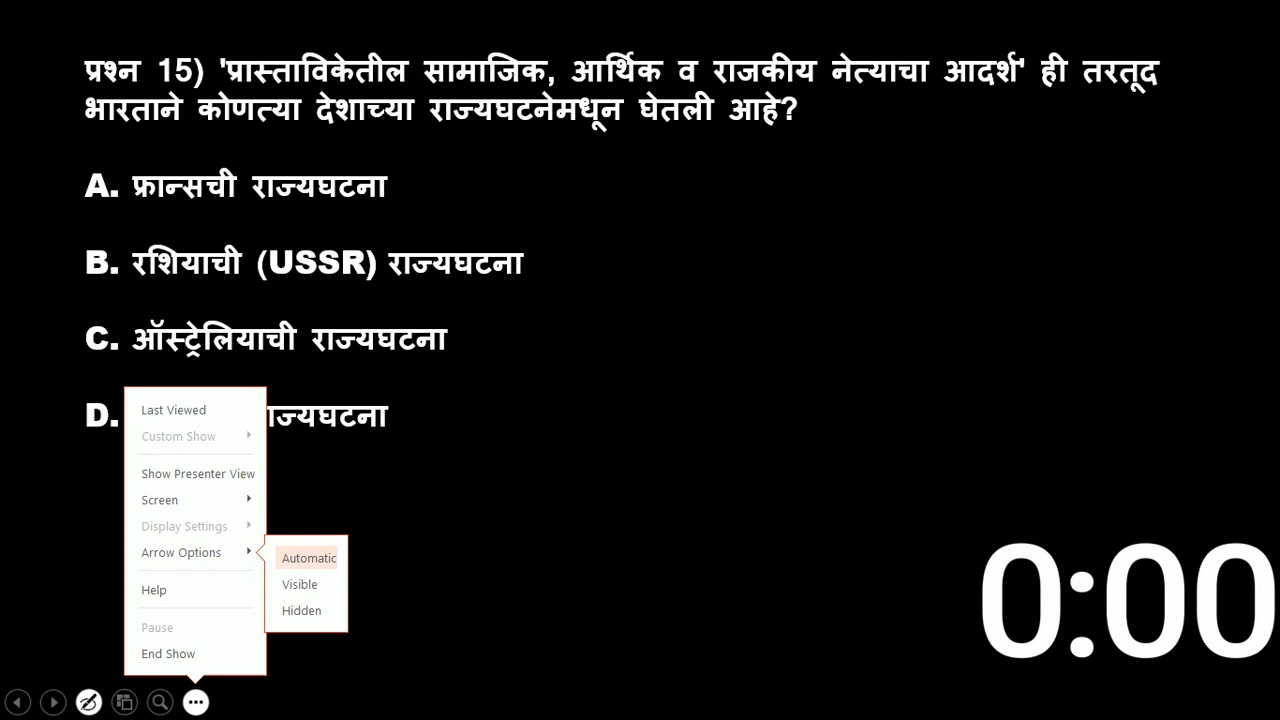 प्रश्न 15) 'प्रास्ताविकेतील सामाजिक, आर्थिक व राजकीय नेत्याचा आदर्श' ही तरतूद
भारताने कोणत्या देशाच्या राज्यघटनेमधून घेतली आहे?
A. फ्रान्सची राज्यघटना
B. रशियाची (USSR) राज्यघटना
C. ऑस्ट्रेलियाची राज्यघटना
D.
Last Viewed
Custom Show
Show Presenter View
Screen
Display Settings
Arrow Options
Automatic
Visible
Hidden
Help
Pause
End Show
0:00